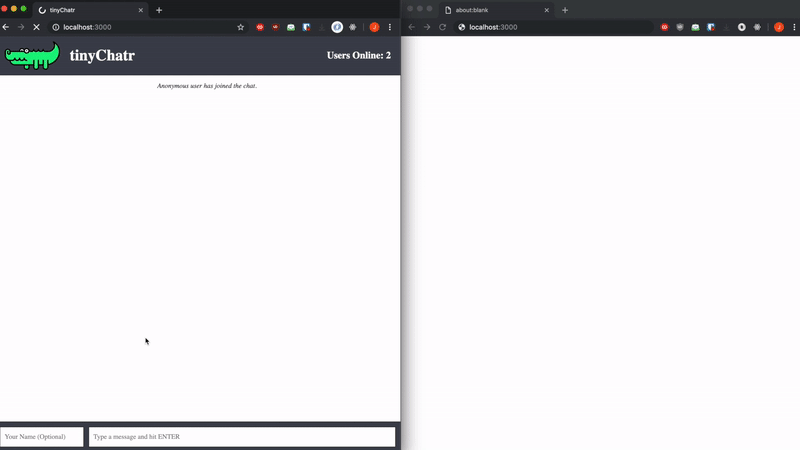 tinyChatr
about:blank
localhost:3000
localhost:3000
tinyChatr
Users Online: 2
Anonymous user has joined the chat.
Your Name (Optional)
Type a message and hit ENTER